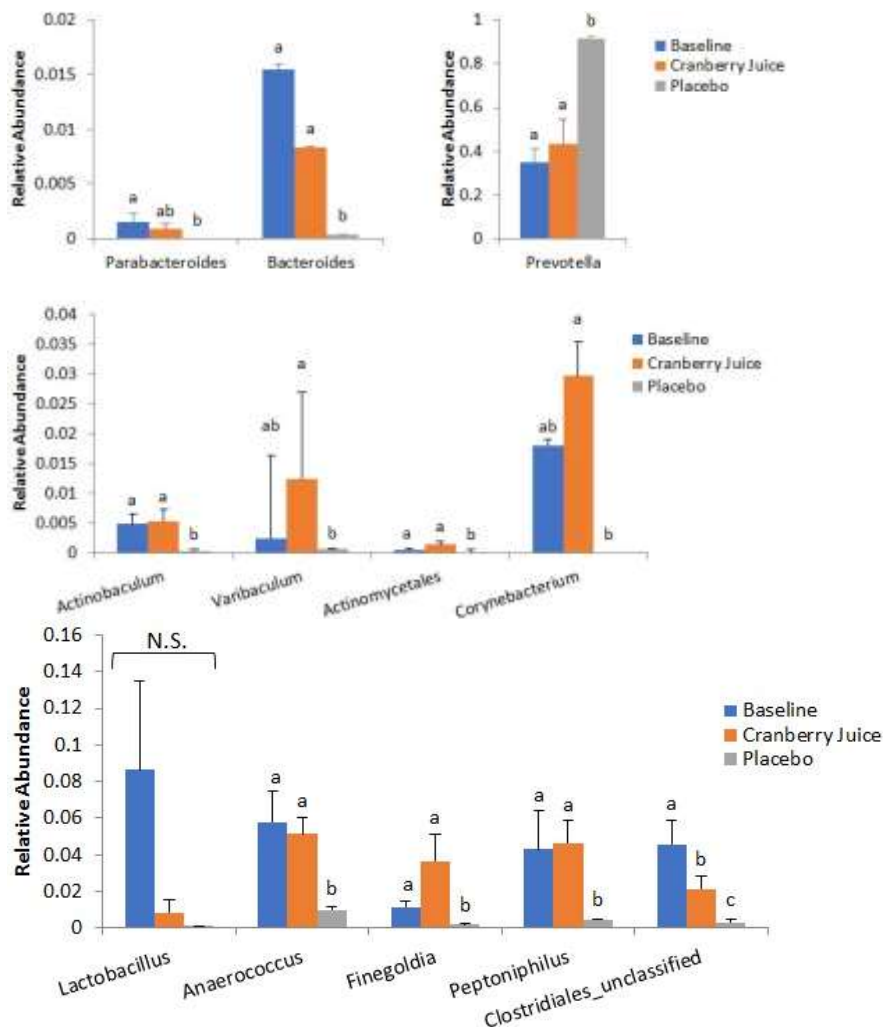 Relative Abundance
0.02
0.015
0.01
0.005
0
a
ab
b
a
a
b
Parabacteroides
Bacteroides
Relative Abundance
1
0.8
0.6
0.4
0.2
0
a
a
b
Prevotella
Baseline
Cranberry Juice
Placebo
Relative Abundance
0.04
0.035
0.03
0.025
0.02
0.015
0.01
0.005
0
a
a
b
ab
a
b
a
a
b
ab
a
b
Actinobaculum
Varibaculum
Actinomycetales
Corynebacterium
Baseline
Cranberry Juice
Placebo
Relative Abundance
0.16
0.14
0.12
0.1
0.08
0.06
0.04
0.02
0
N.S.
a
a
b
a
a
b
a
a
b
a
b
c
Lactobacillus
Anaerococcus
Finegoldia
Peptoniphilus
Clostridiales_unclassified
Baseline
Cranberry Juice
Placebo